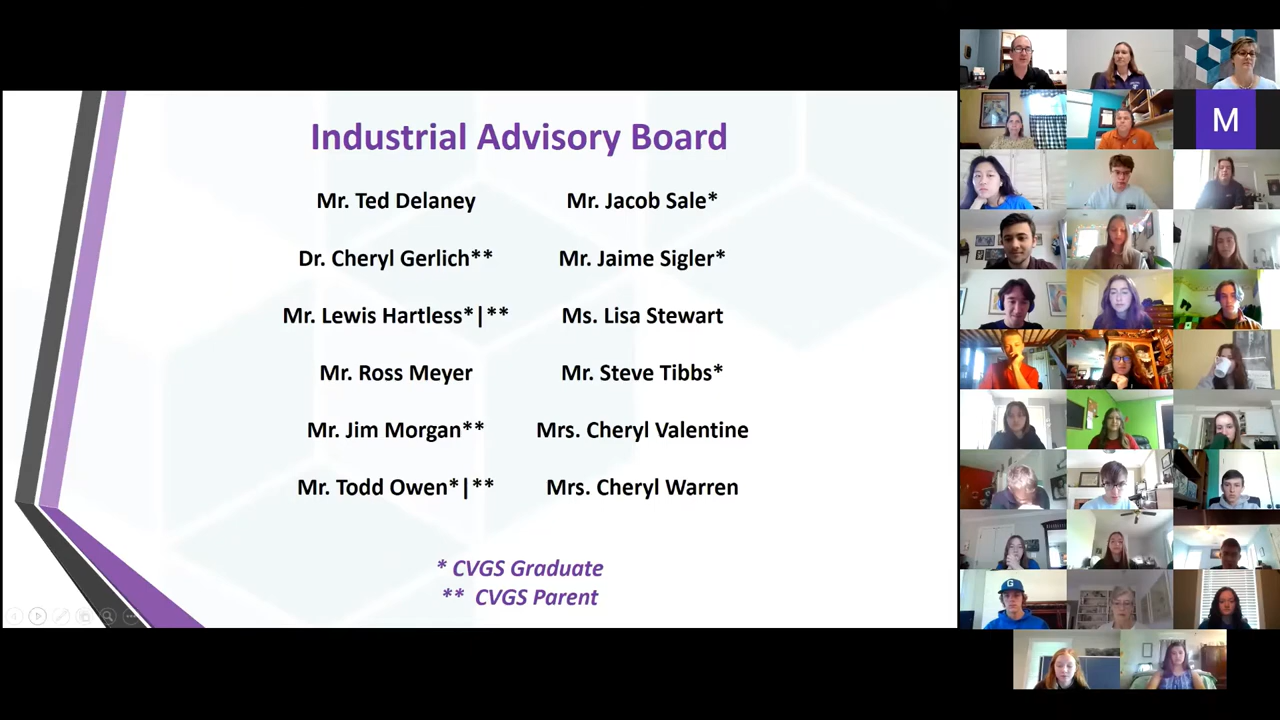 Industrial Advisory Board
Mr. Ted Delaney
Mr. Jacob Sale*
Dr. Cheryl Gerlich**
Mr. Jaime Sigler*
Mr. Lewis Hartless*|**
Ms. Lisa Stewart
Mr. Ross Meyer
Mr. Steve Tibbs*
Mr. Jim Morgan**
Mrs. Cheryl Valentine
Mr. Todd Owen*|**
Mrs. Cheryl Warren
* CVGS Graduate
** CVGS Parent
M
G